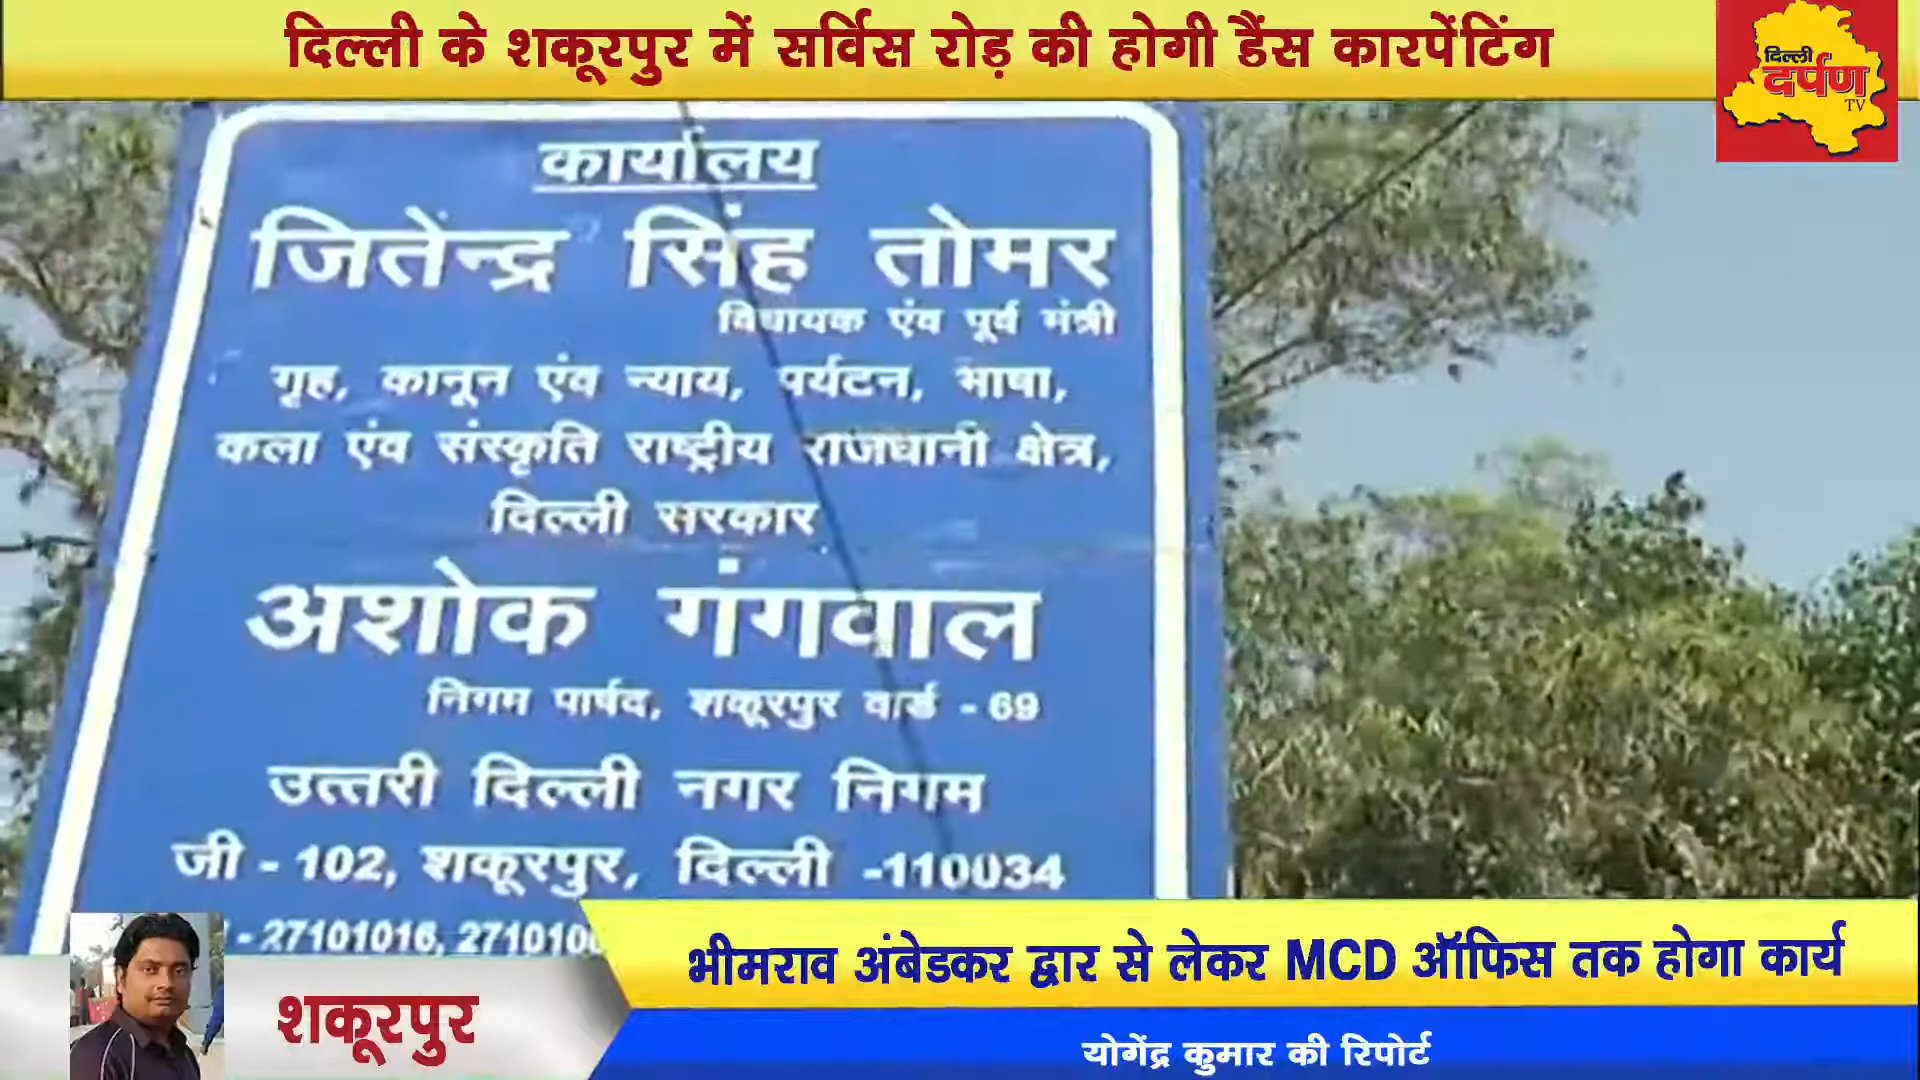 दिल्ली के शकूरपुर में सर्विस रोड़ की होगी डैंस कारपेंटिंग
दिल्ली
दर्पण
TV
कार्यालय
जितेंन्द्र सिंह तोमर
विधायक एंव पूर्व मंत्री
गृह, कानून एंव न्याय, पर्यटन, भाषा,
कला एंव संस्कृति राष्ट्रीय राजधानी क्षेत्र,
दिल्ली सरकार
अशोक गंगवाल
निगम पार्षद, शकूरपुर वार्ड - 69
उत्तरी दिल्ली नगर निगम
जी - 102, शकूरपुर, दिल्ली -110034
- 27101016,
भीमराव अंबेडकर द्वार से लेकर MCD ऑफिस तक होगा कार्य
शकूरपुर
योगेंद्र कुमार की रिपोर्ट